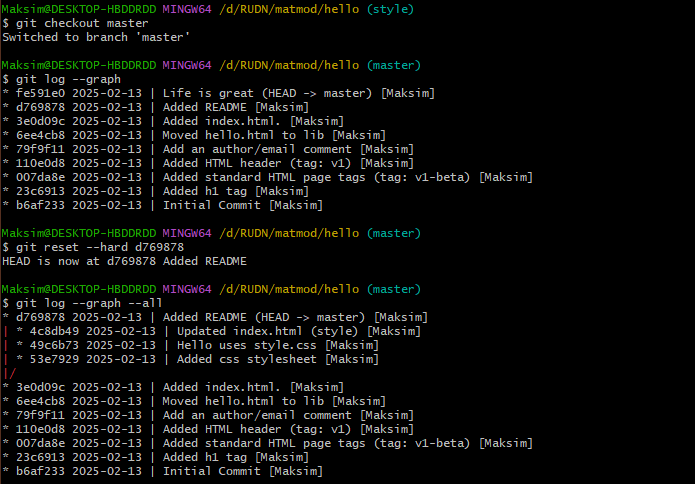 Maksim@DESKTOP-HBDDRDD MINGW64 /d/RUDN/matmod/hello (style)
$ git checkout master
Switched to branch 'master'
Maksim@DESKTOP-HBDDRDD MINGW64 /d/RUDN/matmod/hello (master)
$ git log --graph
* fe591e0 2025-02-13 | Life is great (HEAD -> master) [Maksim]
* d769878 2025-02-13 | Added README [Maksim]
* 3e0d09c 2025-02-13 | Added index.html. [Maksim]
* 6ee4cb8 2025-02-13 | Moved hello.html to lib [Maksim]
* 79f9f11 2025-02-13 | Add an author/email comment [Maksim]
* 110e0d8 2025-02-13 | Added HTML header (tag: v1) [Maksim]
* 007da8e 2025-02-13 | Added standard HTML page tags (tag: v1-beta) [Maksim]
* 23c6913 2025-02-13 | Added h1 tag [Maksim]
* b6af233 2025-02-13 | Initial Commit [Maksim]
Maksim@DESKTOP-HBDDRDD MINGW64 /d/RUDN/matmod/hello (master)
$ git reset --hard d769878
HEAD is now at d769878 Added README
Maksim@DESKTOP-HBDDRDD MINGW64 /d/RUDN/matmod/hello (master)
$ git log --graph --all
* d769878 2025-02-13 | Added README (HEAD -> master) [Maksim]
| * 4c8db49 2025-02-13 | Updated index.html (style) [Maksim]
| * 49c6b73 2025-02-13 | Hello uses style.css [Maksim]
| * 53e7929 2025-02-13 | Added css stylesheet [Maksim]
|/
* 3e0d09c 2025-02-13 | Added index.html. [Maksim]
* 6ee4cb8 2025-02-13 | Moved hello.html to lib [Maksim]
* 79f9f11 2025-02-13 | Add an author/email comment [Maksim]
* 110e0d8 2025-02-13 | Added HTML header (tag: v1) [Maksim]
* 007da8e 2025-02-13 | Added standard HTML page tags (tag: v1-beta) [Maksim]
* 23c6913 2025-02-13 | Added h1 tag [Maksim]
* b6af233 2025-02-13 | Initial Commit [Maksim]